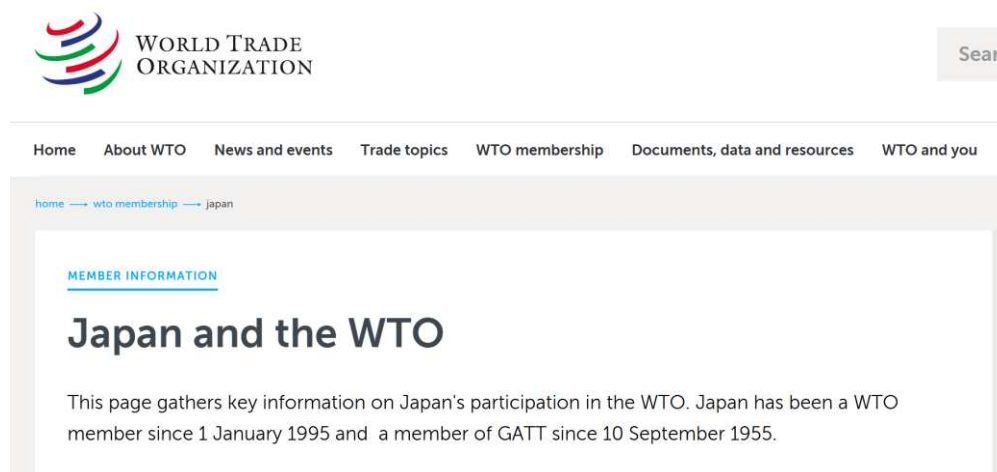 WORLD TRADE
ORGANIZATION
Home About WTO News and events Trade topics WTO membership Documents, data and resources WTO and you
home → wto membership → japan
MEMBER INFORMATION
Japan and the WTO
This page gathers key information on Japan's participation in the WTO. Japan has been a WTO
member since 1 January 1995 and a member of GATT since 10 September 1955.